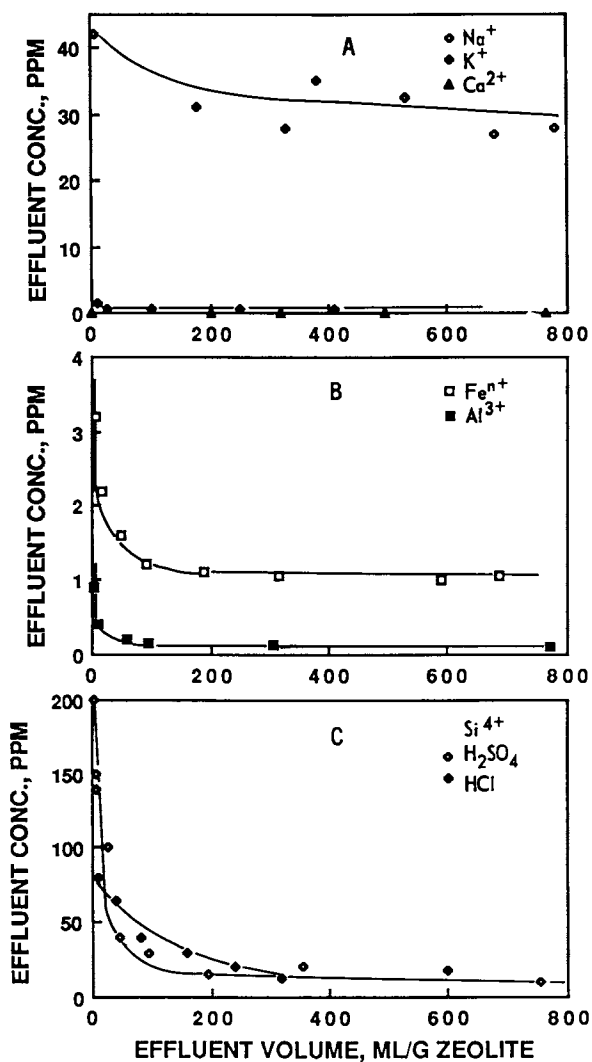 EFFLUENT CONC., PPM
40
30
20
10
0
A
Na+
K+
Ca2+
0 200 400 600 800
EFFLUENT CONC., PPM
4
3
2
1
0
B
Fen+
Al3+
0 200 400 600 800
EFFLUENT CONC., PPM
200
150
100
50
0
C
Si4+
H2SO4
HCl
0 200 400 600 800
EFFLUENT VOLUME, ML/G ZEOLITE